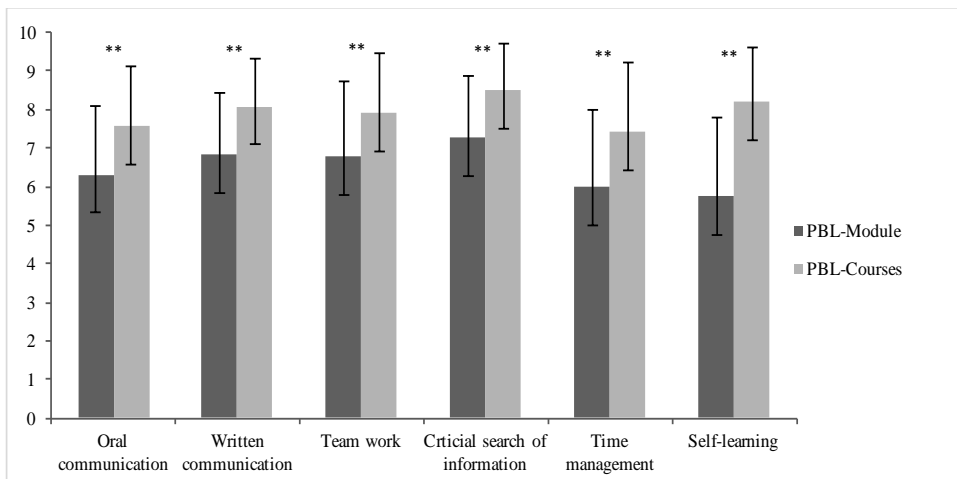 10
9
8
7
6
5
4
3
2
1
0
** ** ** ** ** **
PBL-Module
PBL-Courses
Oral
communication
Written
communication
Team work
Crticial search of
information
Time
management
Self-learning